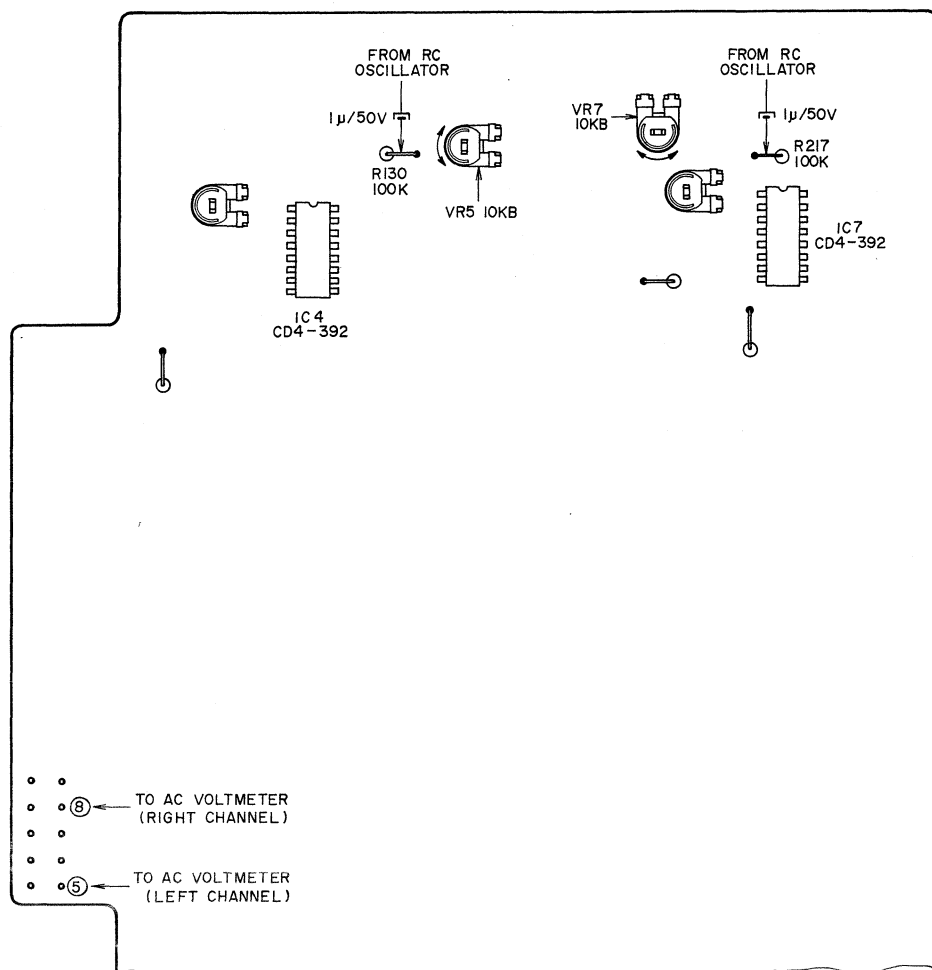 FROM RC
OSCILLATOR
1μ/50V
R130
100K
VR5 10KB
VR7
10KB
FROM RC
OSCILLATOR
1μ/50V
R217
100K
IC4
CD4-392
IC7
CD4-392
8
TO AC VOLTMETER
(RIGHT CHANNEL)
5
TO AC VOLTMETER
(LEFT CHANNEL)